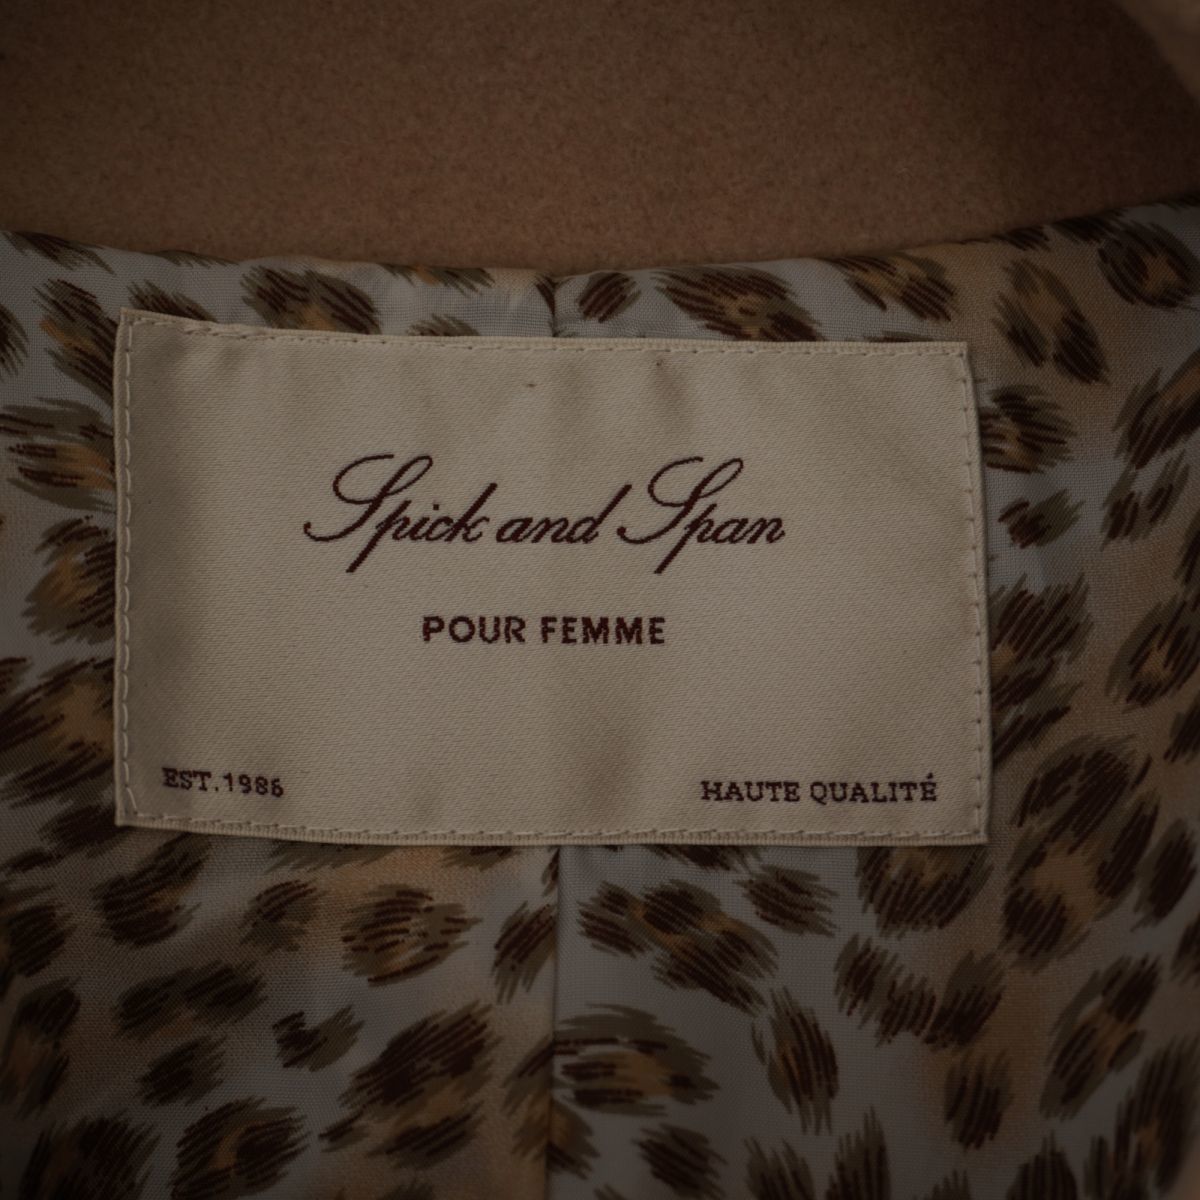 Spick and Span
POUR FEMME
EST.1986
HAUTE QUALITÉ